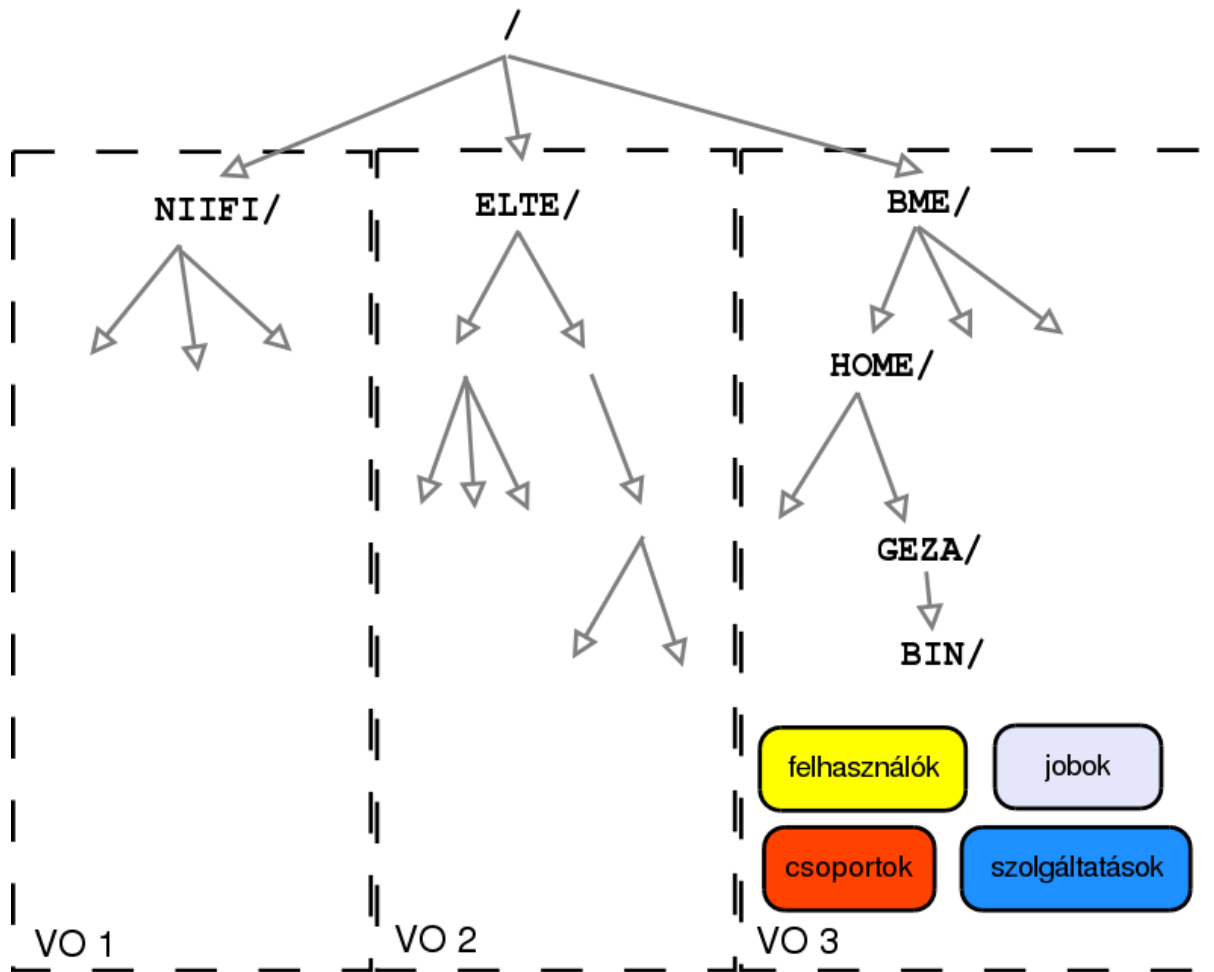 /
NIIFI/
ELTE/
BME/
HOME/
GEZA/
BIN/
felhasználók
jobok
csoportok
szolgáltatások
VO 1
VO 2
VO 3